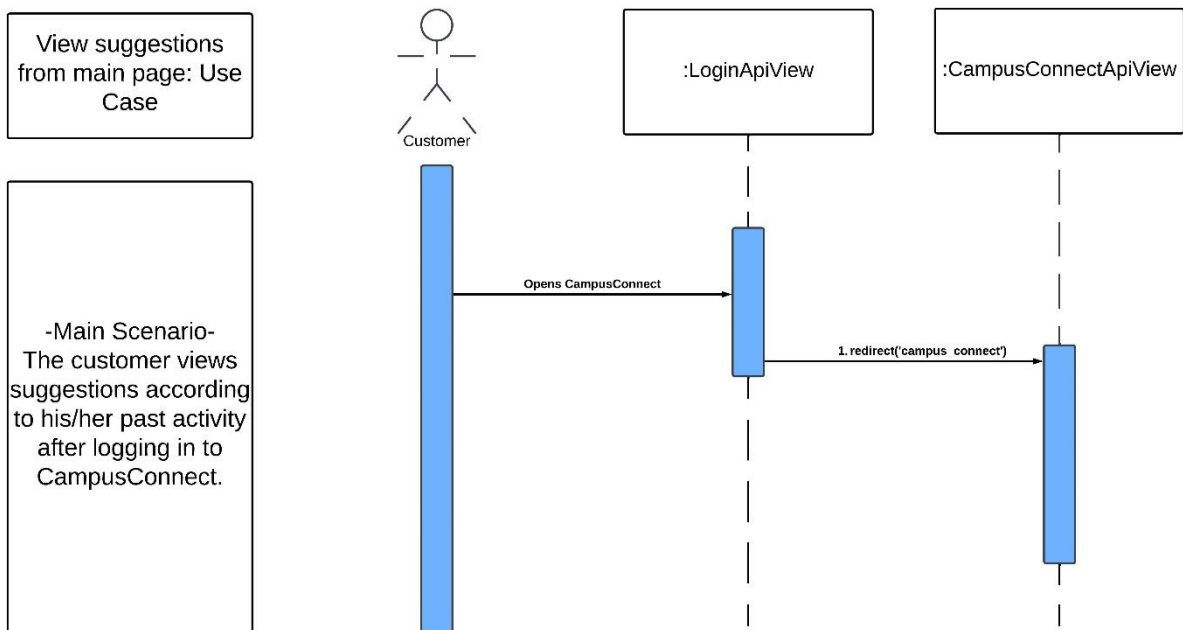 View suggestions
from main page: Use
Case
Customer
:LoginApiView
:CampusConnectApiView
-Main Scenario-
The customer views
suggestions according
to his/her past activity
after logging in to
CampusConnect.
Opens CampusConnect
1. redirect('campus_connect')